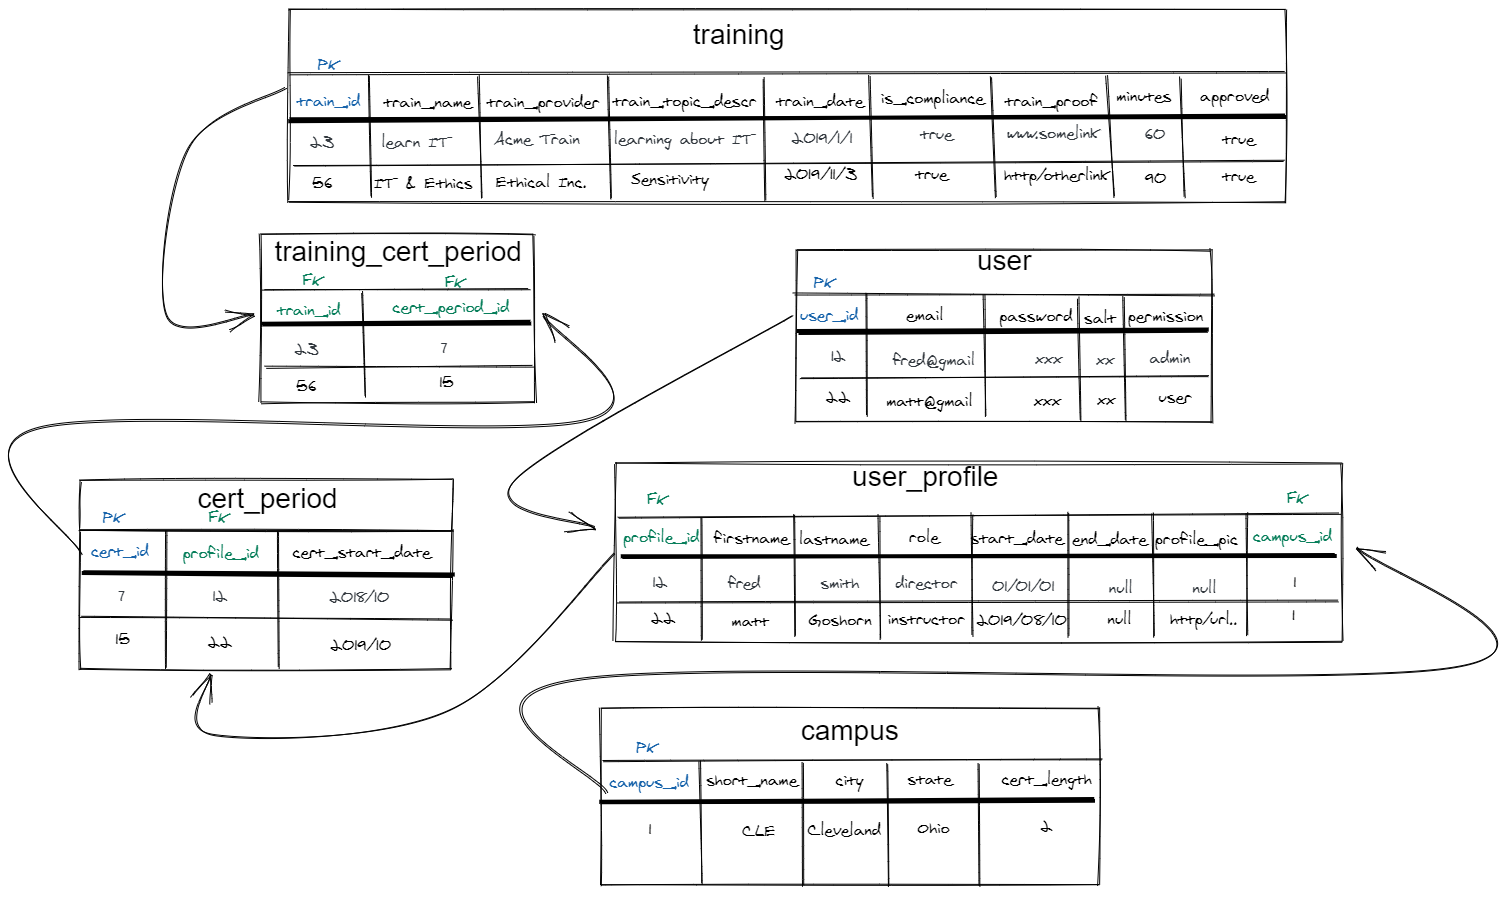 training
PK
train_id train_name train_provider train_topic_descr train_date is_compliance train_proof minutes approved
23 learn IT Acme Train learning about IT 2019/1/1 true www.somelink 60 true
56 IT & Ethics Ethical Inc. Sensitivity 2019/11/3 true http/otherlink 90 true
training_cert_period
FK FK
train_id cert_period_id
23 7
56 15
user
PK
user_id email password salt permission
12 fred@gmail xxx xx admin
22 matt@gmail xxx xx user
cert_period
PK FK
cert_id profile_id cert_start_date
7 12 2018/10
15 22 2019/10
user_profile
FK FK
profile_id firstname lastname role start_date end_date profile_pic campus_id
12 fred smith director 01/01/01 null null 1
22 matt Goshorn instructor 2019/08/10 null http/url.. 1
campus
PK
campus_id short_name city state cert_length
1 CLE Cleveland Ohio 2